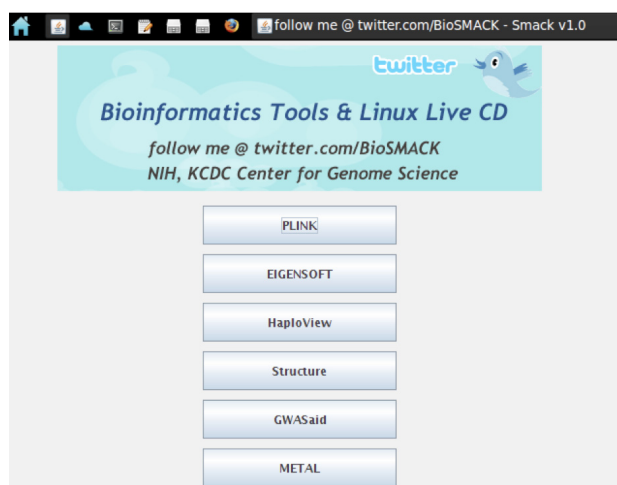 follow me @ twitter.com/BioSMACK - Smack v1.0
twitter
Bioinformatics Tools & Linux Live CD
follow me @ twitter.com/BioSMACK
NIH, KCDC Center for Genome Science
PLINK
EIGENSOFT
HaploView
Structure
GWASaid
METAL